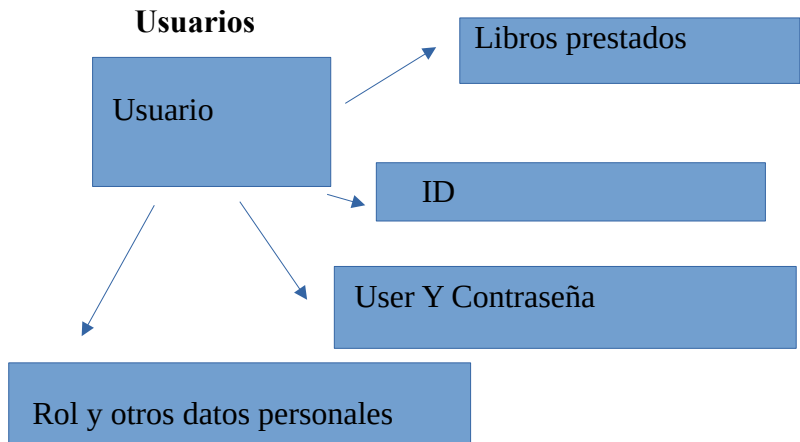 Usuarios
Libros prestados
Usuario
ID
User Y Contraseña
Rol y otros datos personales